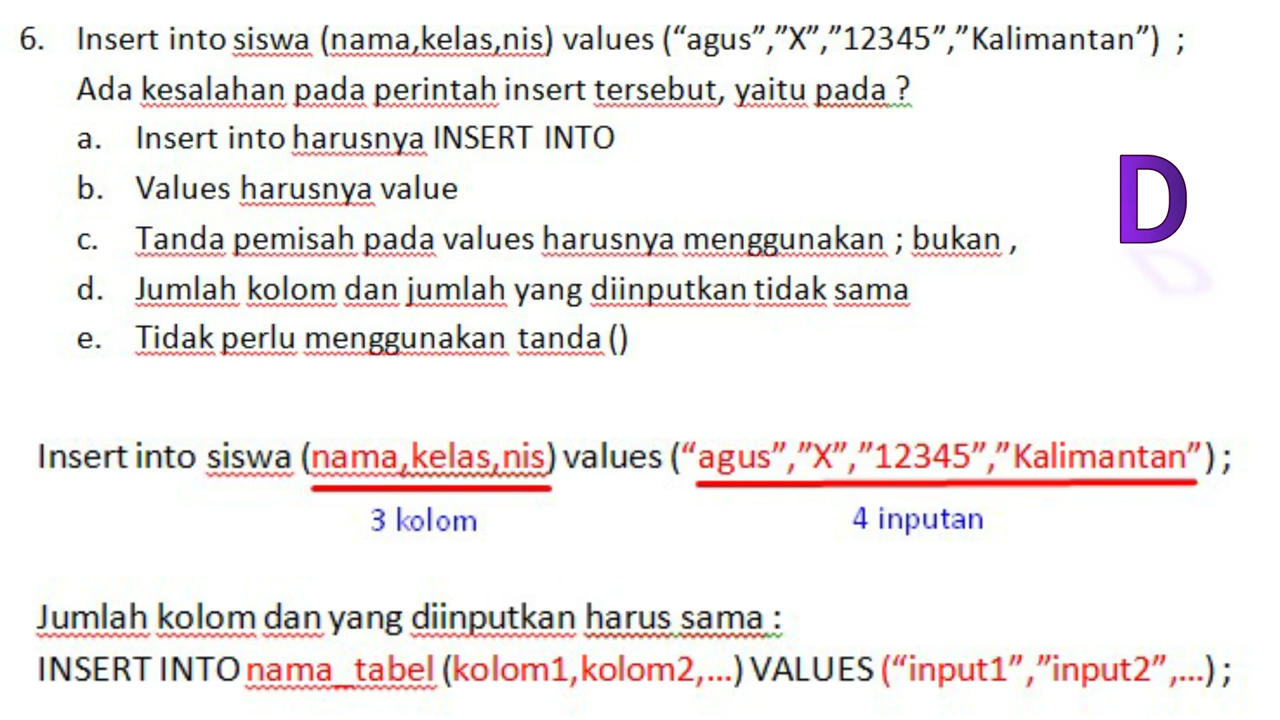 6. Insert into siswa (nama,kelas,nis) values (“agus”,”X”,”12345”,”Kalimantan”) ;
Ada kesalahan pada perintah insert tersebut, yaitu pada ?
a. Insert into harusnya INSERT INTO
b. Values harusnya value
c. Tanda pemisah pada values harusnya menggunakan ; bukan ,
d. Jumlah kolom dan jumlah yang diinputkan tidak sama
e. Tidak perlu menggunakan tanda ()
D
Insert into siswa (nama,kelas,nis) values (“agus”,”X”,”12345”,”Kalimantan”) ;
3 kolom
4 inputan
Jumlah kolom dan yang diinputkan harus sama :
INSERT INTO nama_tabel (kolom1,kolom2,...) VALUES (“input1”,”input2”,...) ;